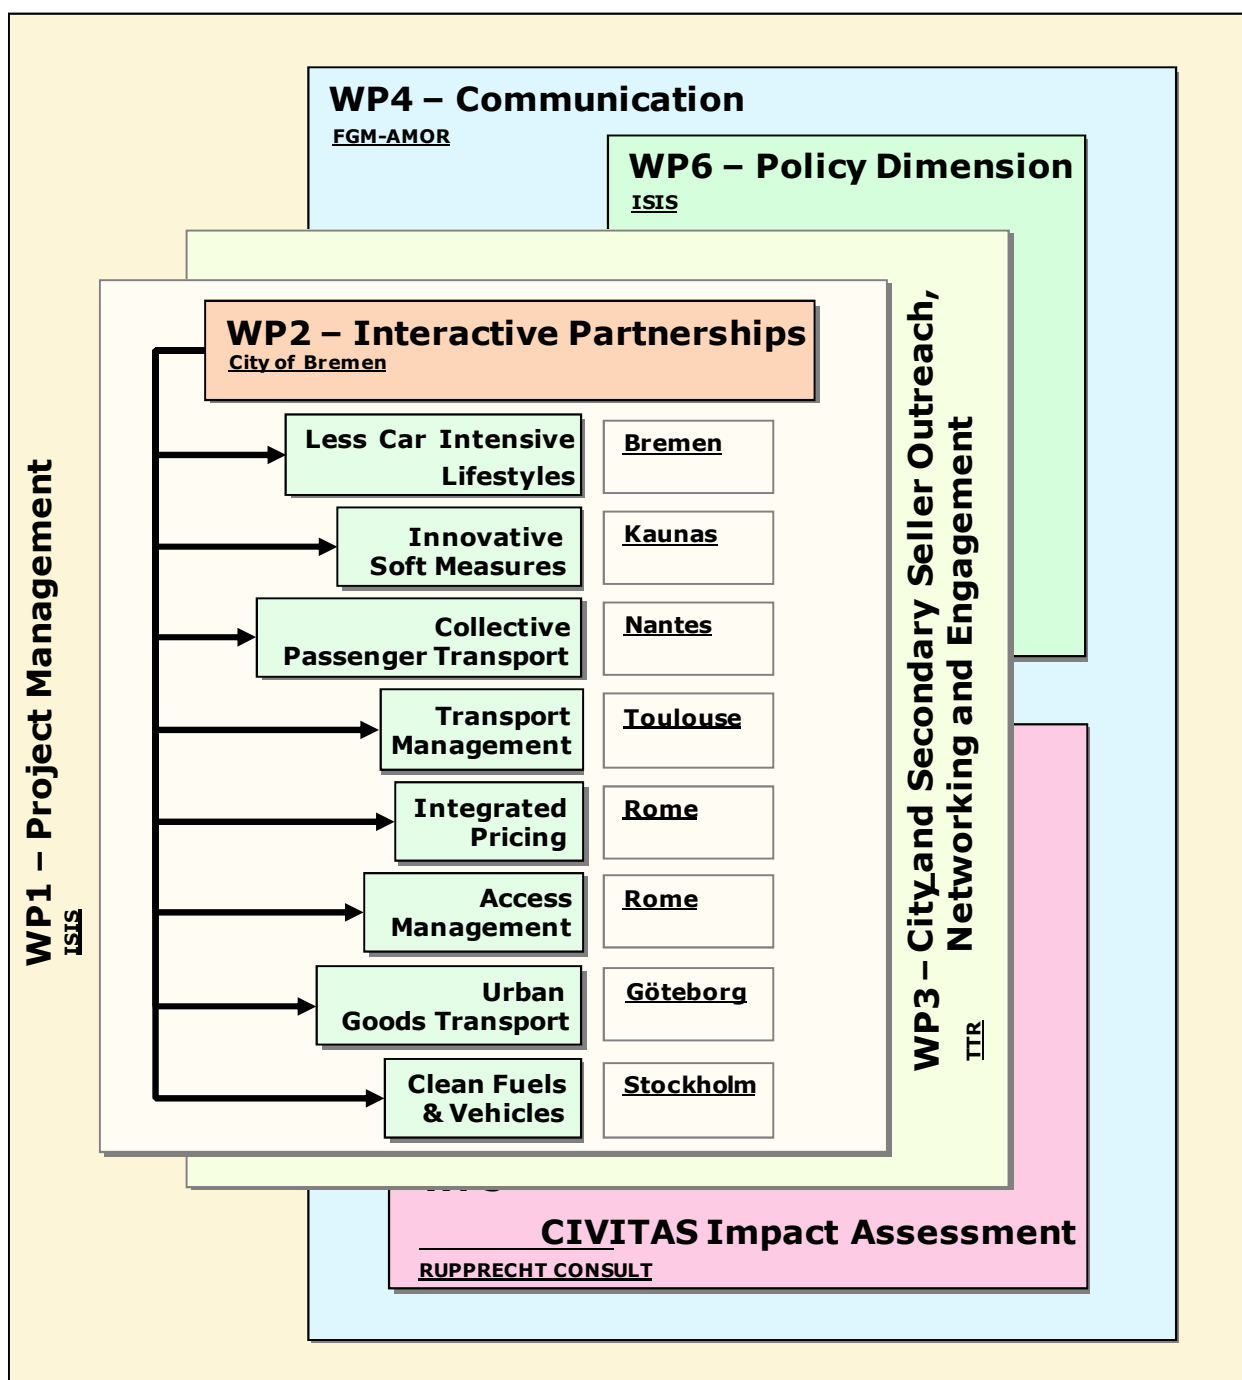 WP4 – Communication
FGM-AMOR
WP6 – Policy Dimension
ISIS
WP2 – Interactive Partnerships
City of Bremen
Less Car Intensive
Lifestyles
Bremen
Innovative
Soft Measures
Kaunas
Collective
Passenger Transport
Nantes
Transport
Management
Toulouse
Integrated
Pricing
Rome
Access
Management
Rome
Urban
Goods Transport
Göteborg
Clean Fuels
& Vehicles
Stockholm
WP1 – Project Management
ISIS
WP3 – City and Secondary Seller Outreach,
Networking and Engagement
TTR
CIVITAS Impact Assessment
RUPPRECHT CONSULT